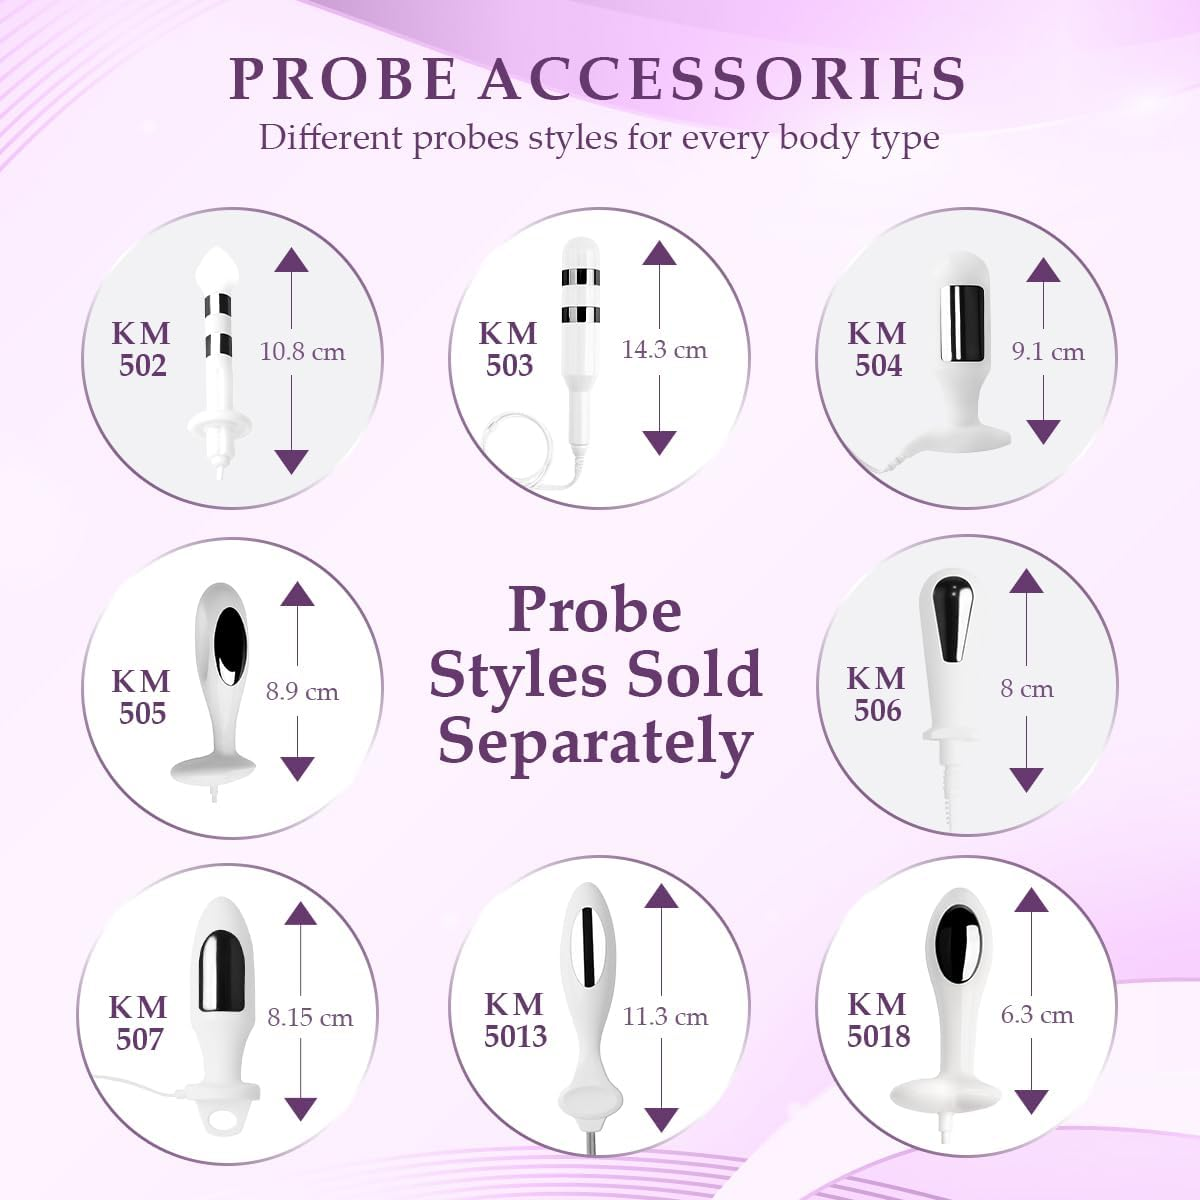 PROBE ACCESSORIES
Different probes styles for every body type
KM
502
10.8 cm
KM
503
14.3 cm
KM
504
9.1 cm
KM
505
8.9 cm
Probe
Styles Sold
Separately
KM
506
8 cm
KM
507
8.15 cm
KM
5013
11.3 cm
KM
5018
6.3 cm